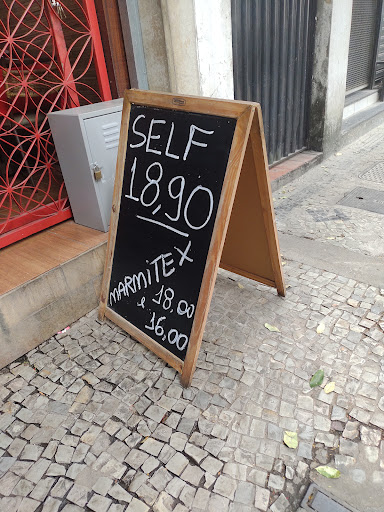 SELF
18,90
MARMITEX
18,00
e 16,00